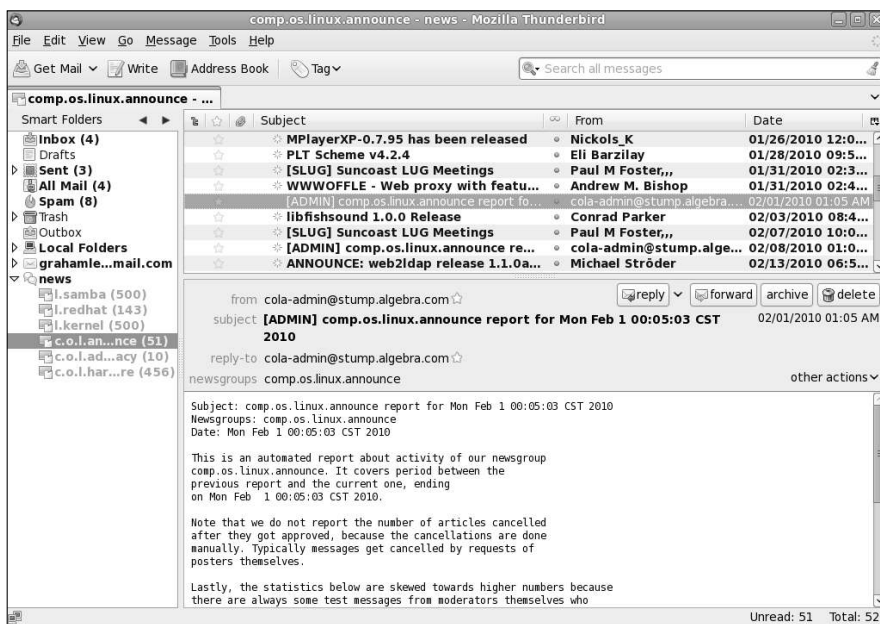 comp.os.linux.announce - news - Mozilla Thunderbird
File Edit View Go Message Tools Help
Get Mail Write Address Book Tag Search all messages
comp.os.linux.announce - ...
Smart Folders
Inbox (4)
Drafts
Sent (3)
All Mail (4)
Spam (8)
Trash
Outbox
Local Folders
grahamle...mail.com
news
l.samba (500)
l.redhat (143)
l.kernel (500)
c.o.l.an...nce (51)
c.o.l.ad...acy (10)
c.o.l.har...re (456)
Subject From Date
MPlayerXP-0.7.95 has been released Nickols_K 01/26/2010 12:0...
PLT Scheme v4.2.4 Eli Barzilay 01/28/2010 09:5...
[SLUG] Suncoast LUG Meetings Paul M Foster,,, 01/31/2010 02:3...
WWWOFFLE - Web proxy with featu... Andrew M. Bishop 01/31/2010 02:4...
[ADMIN] comp.os.linux.announce report fo... cola-admin@stump.algebra.... 02/01/2010 01:05 AM
libfishsound 1.0.0 Release Conrad Parker 02/03/2010 08:4...
[SLUG] Suncoast LUG Meetings Paul M Foster,,, 02/07/2010 10:0...
[ADMIN] comp.os.linux.announce re... cola-admin@stump.alge... 02/08/2010 01:0...
ANNOUNCE: web2ldap release 1.1.0a... Michael Ströder 02/13/2010 06:5...
from cola-admin@stump.algebra.com reply forward archive delete
subject [ADMIN] comp.os.linux.announce report for Mon Feb 1 00:05:03 CST 02/01/2010 01:05 AM
2010
reply-to cola-admin@stump.algebra.com
newsgroups comp.os.linux.announce other actions
Subject: comp.os.linux.announce report for Mon Feb 1 00:05:03 CST 2010
Newsgroups: comp.os.linux.announce
Date: Mon Feb 1 00:05:03 CST 2010
This is an automated report about activity of our newsgroup
comp.os.linux.announce. It covers period between the
previous report and the current one, ending
on Mon Feb  1 00:05:03 CST 2010.
Note that we do not report the number of articles cancelled
after they got approved, because the cancellations are done
manually. Typically messages get cancelled by requests of
posters themselves.
Lastly, the statistics below are skewed towards higher numbers because
there are always some test messages from moderators themselves who
Unread: 51 Total: 52